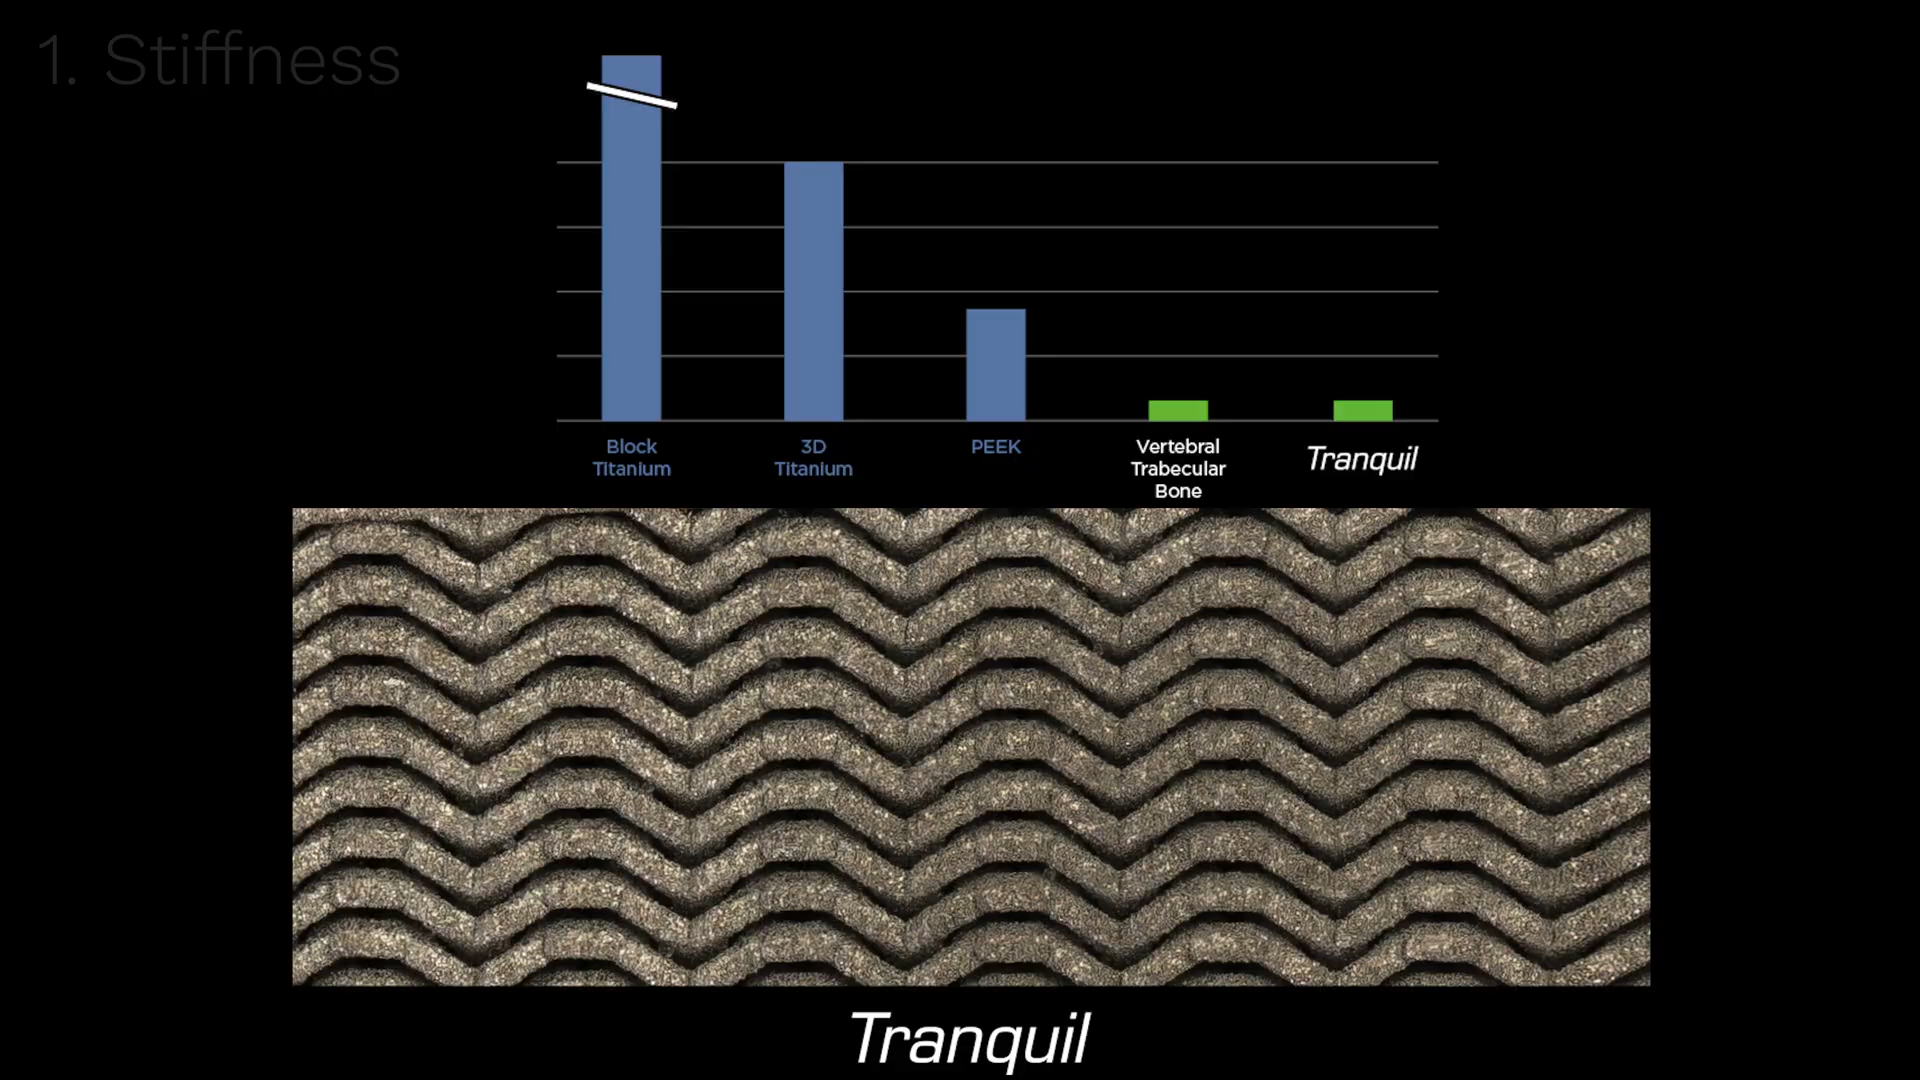 1. Stiffness
Block
Titanium
3D
Titanium
PEEK
Vertebral
Trabecular
Bone
Tranquil
Tranquil